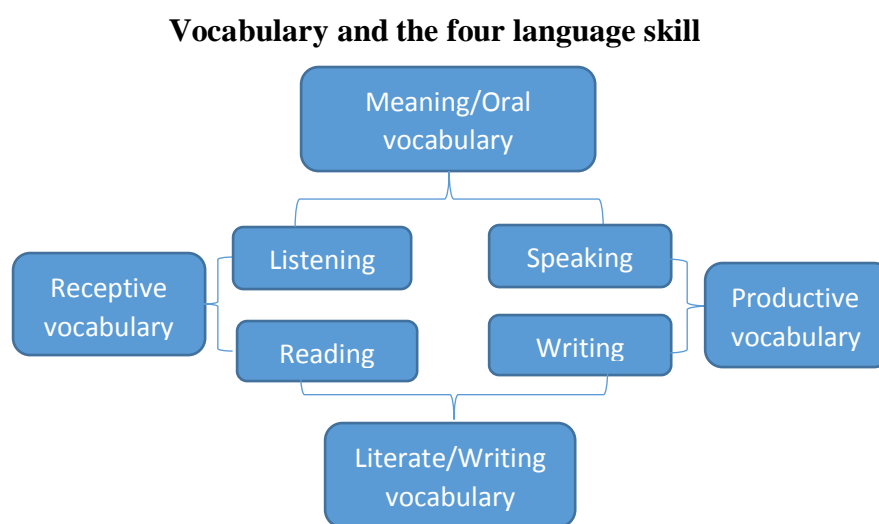 Vocabulary and the four language skill
Meaning/Oral
vocabulary
Listening
Speaking
Receptive
vocabulary
Productive
vocabulary
Reading
Writing
Literate/Writing
vocabulary